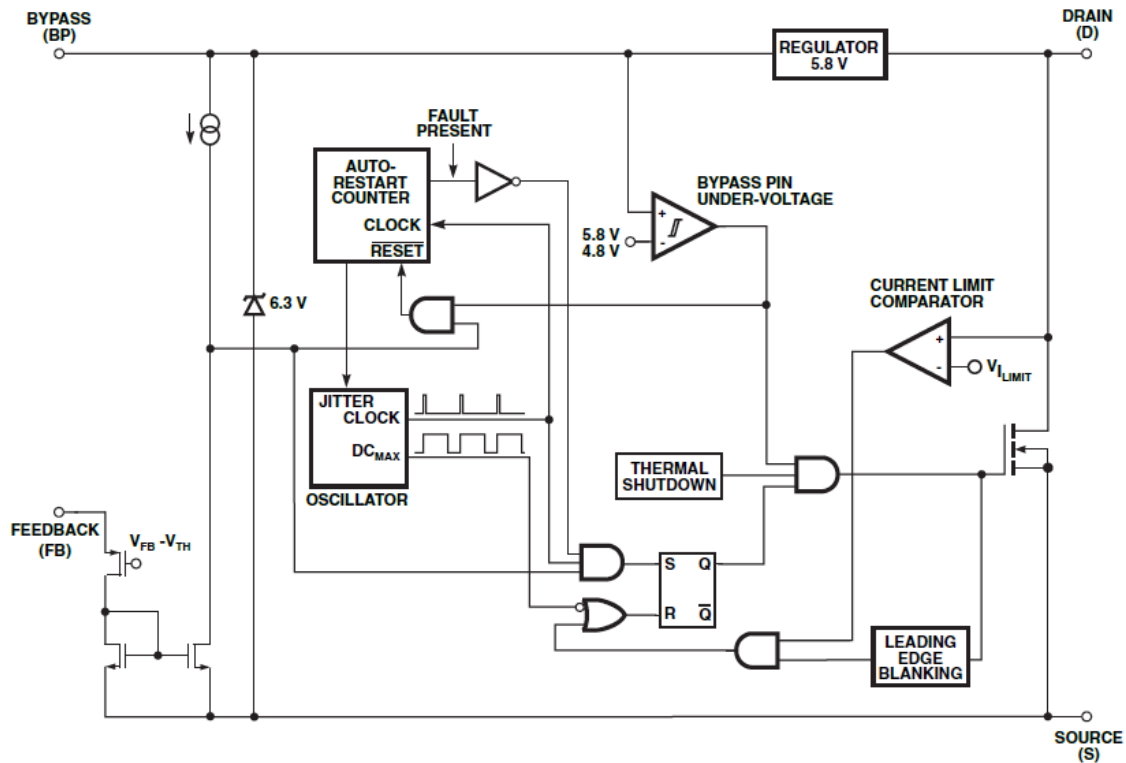 BYPASS
(BP)
DRAIN
(D)
REGULATOR
5.8 V
FAULT
PRESENT
AUTO-
RESTART
COUNTER
CLOCK
RESET
BYPASS PIN
UNDER-VOLTAGE
+
-
5.8 V
4.8 V
6.3 V
CURRENT LIMIT
COMPARATOR
+
-
VILIMIT
JITTER
CLOCK
DCMAX
OSCILLATOR
THERMAL
SHUTDOWN
FEEDBACK
(FB)
VFB -VTH
S Q
R Q̅
LEADING
EDGE
BLANKING
SOURCE
(S)